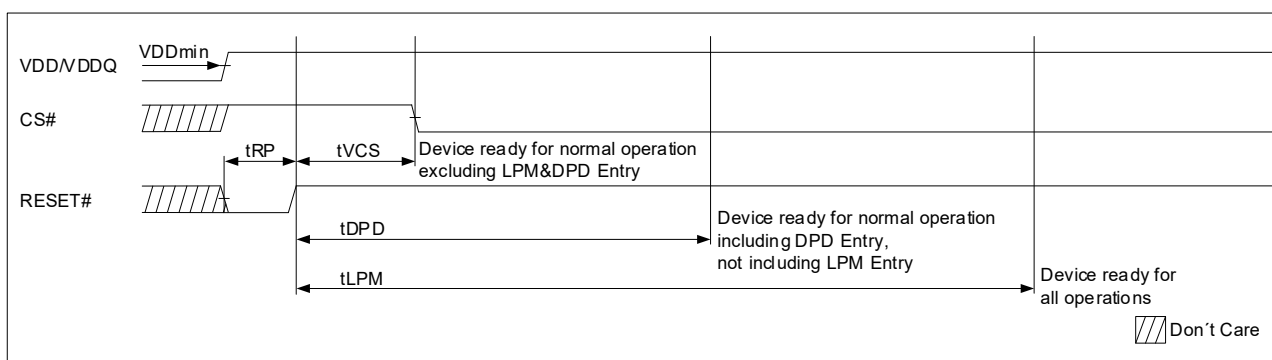 VDDmin
VDD/VDDQ
CS#
tRP
tVCS
Device ready for normal operation
excluding LPM&DPD Entry
RESET#
tDPD
Device ready for normal operation
including DPD Entry,
not including LPM Entry
tLPM
Device ready for
all operations
Don´t Care